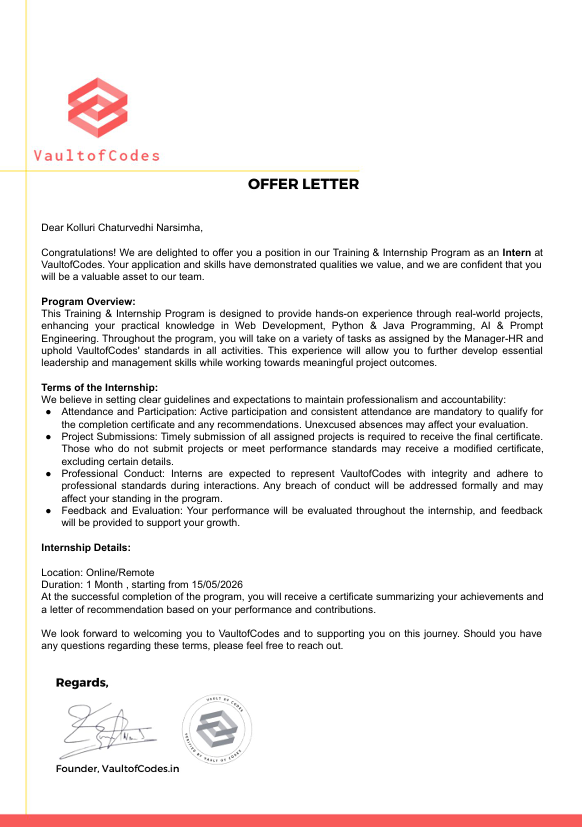 VaultofCodes
OFFER LETTER
Dear Kolluri Chaturvedhi Narsimha,
Congratulations! We are delighted to offer you a position in our Training & Internship Program as an Intern at
VaultofCodes. Your application and skills have demonstrated qualities we value, and we are confident that you
will be a valuable asset to our team.
Program Overview:
This Training & Internship Program is designed to provide hands-on experience through real-world projects,
enhancing your practical knowledge in Web Development, Python & Java Programming, AI & Prompt
Engineering. Throughout the program, you will take on a variety of tasks as assigned by the Manager-HR and
uphold VaultofCodes' standards in all activities. This experience will allow you to further develop essential
leadership and management skills while working towards meaningful project outcomes.
Terms of the Internship:
We believe in setting clear guidelines and expectations to maintain professionalism and accountability:
● Attendance and Participation: Active participation and consistent attendance are mandatory to qualify for
the completion certificate and any recommendations. Unexcused absences may affect your evaluation.
● Project Submissions: Timely submission of all assigned projects is required to receive the final certificate.
Those who do not submit projects or meet performance standards may receive a modified certificate,
excluding certain details.
● Professional Conduct: Interns are expected to represent VaultofCodes with integrity and adhere to
professional standards during interactions. Any breach of conduct will be addressed formally and may
affect your standing in the program.
● Feedback and Evaluation: Your performance will be evaluated throughout the internship, and feedback
will be provided to support your growth.
Internship Details:
Location: Online/Remote
Duration: 1 Month , starting from 15/05/2026
At the successful completion of the program, you will receive a certificate summarizing your achievements and
a letter of recommendation based on your performance and contributions.
We look forward to welcoming you to VaultofCodes and to supporting you on this journey. Should you have
any questions regarding these terms, please feel free to reach out.
Regards,
VAULT OF CODES
VERIFIED BY VAULT OF CODES
Founder, VaultofCodes.in